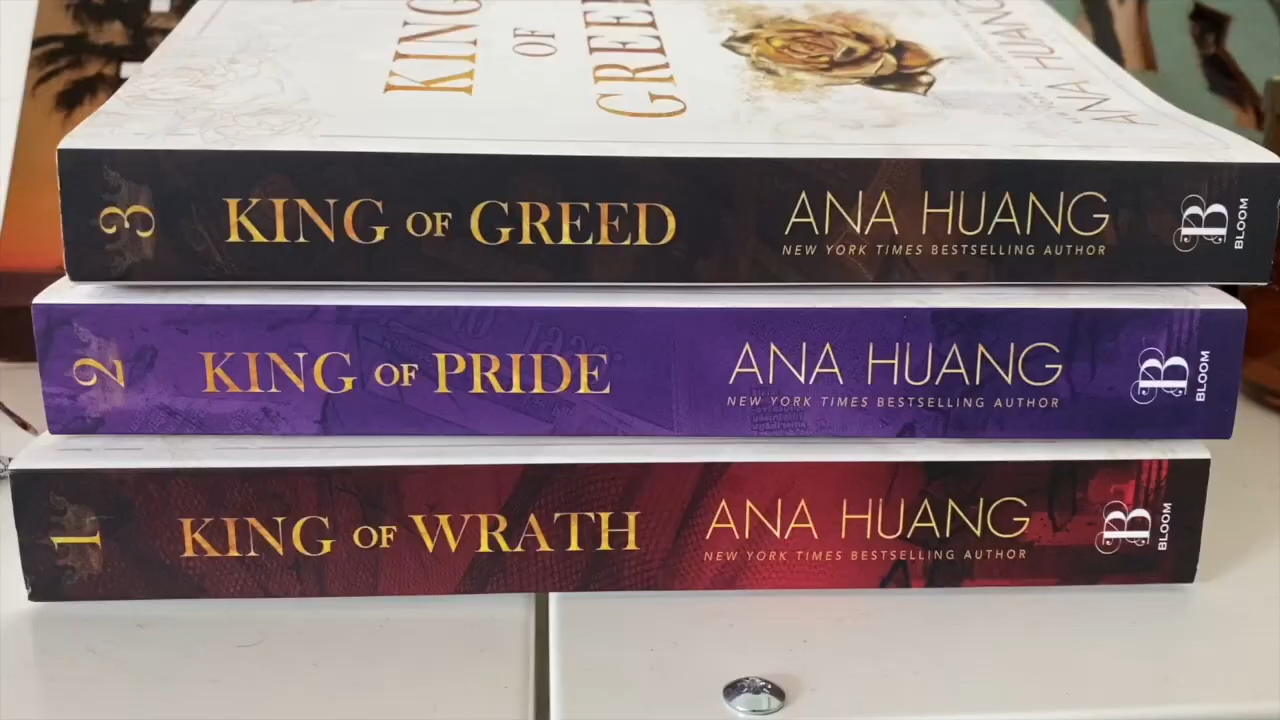 KING
OF
GREED
ANA HUANG
3
KING OF GREED
ANA HUANG
NEW YORK TIMES BESTSELLING AUTHOR
B
BLOOM
2
KING OF PRIDE
ANA HUANG
NEW YORK TIMES BESTSELLING AUTHOR
B
BLOOM
1
KING OF WRATH
ANA HUANG
NEW YORK TIMES BESTSELLING AUTHOR
B
BLOOM